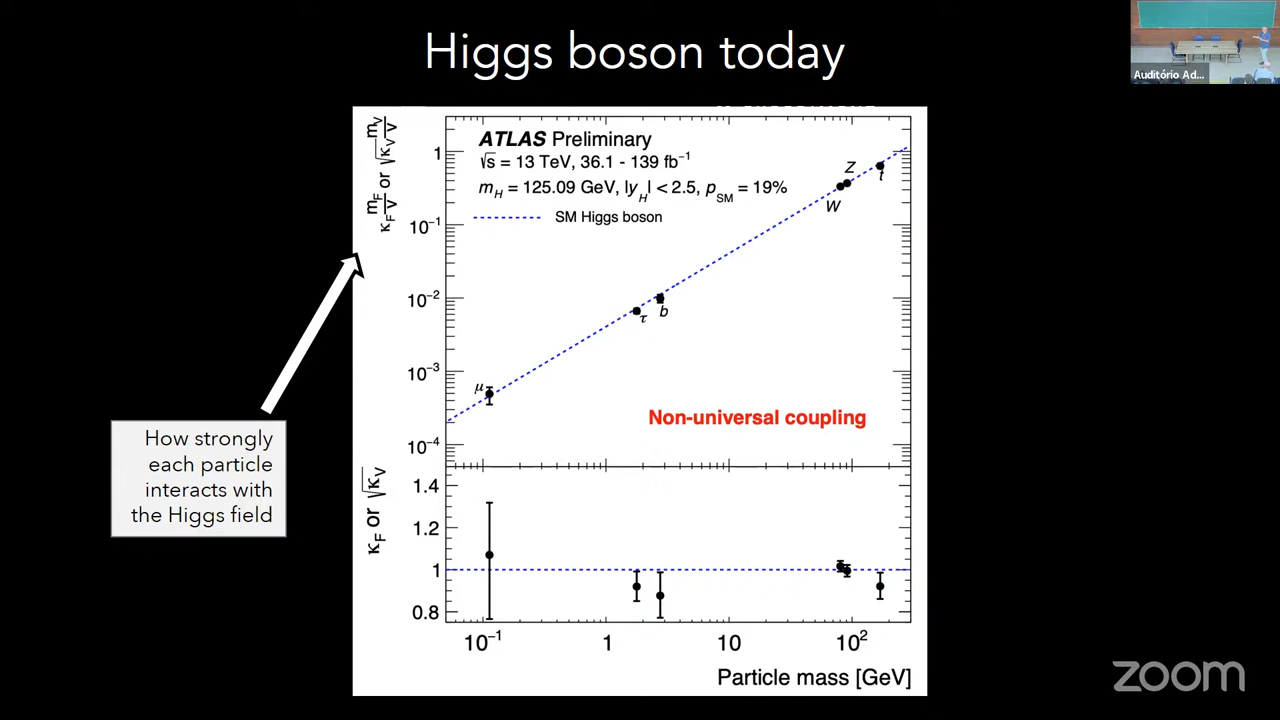 Higgs boson today
Auditório Ad...
κ_F m_F/v or √κ_V m_V/v
ATLAS Preliminary
√s = 13 TeV, 36.1 - 139 fb⁻¹
m_H = 125.09 GeV, |y_H| < 2.5, p_SM = 19%
SM Higgs boson
1
10⁻¹
10⁻²
10⁻³
10⁻⁴
μ
τ
b
W
Z
t
Non-universal coupling
How strongly
each particle
interacts with
the Higgs field
κ_F or √κ_V
1.4
1.2
1
0.8
10⁻¹ 1 10 10²
Particle mass [GeV]
zoom